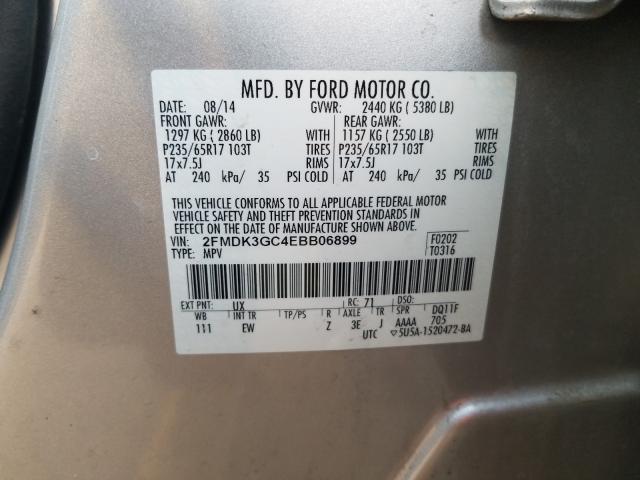 MFD. BY FORD MOTOR CO.
DATE: 08/14 GVWR: 2440 KG ( 5380 LB)
FRONT GAWR: REAR GAWR:
1297 KG ( 2860 LB) WITH 1157 KG ( 2550 LB) WITH
P235/65R17 103T TIRES P235/65R17 103T TIRES
17x7.5J RIMS 17x7.5J RIMS
AT 240 kPa/ 35 PSI COLD AT 240 kPa/ 35 PSI COLD
THIS VEHICLE CONFORMS TO ALL APPLICABLE FEDERAL MOTOR
VEHICLE SAFETY AND THEFT PREVENTION STANDARDS IN
EFFECT ON THE DATE OF MANUFACTURE SHOWN ABOVE.
VIN: 2FMDK3GC4EBB06899 F0202
TYPE: MPV T0316
EXT PNT: UX RC: 71 DSO:
WB INT TR TP/PS R AXLE TR SPR DQ11F
111 EW Z 3E J AAAA 705
UTC ▽5U5A-1520472-BA